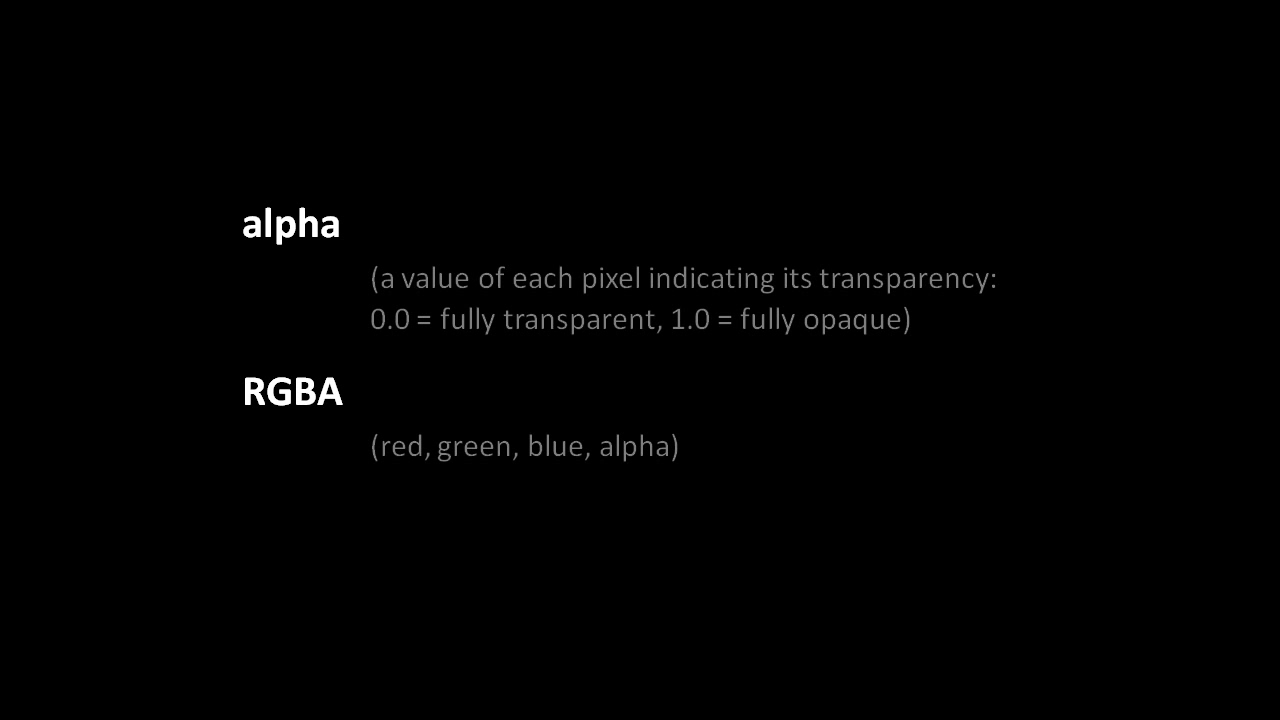 alpha
(a value of each pixel indicating its transparency:
0.0 = fully transparent, 1.0 = fully opaque)
RGBA
(red, green, blue, alpha)